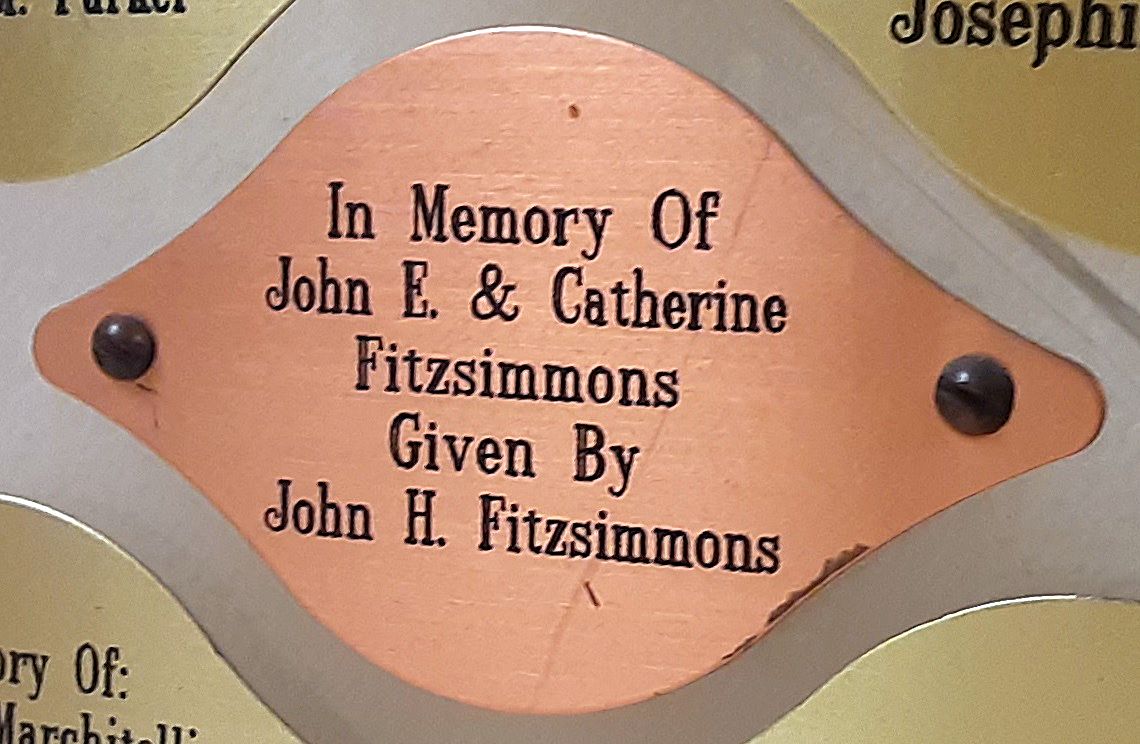 Josephi
In Memory Of
John E. & Catherine
Fitzsimmons
Given By
John H. Fitzsimmons
ory Of: